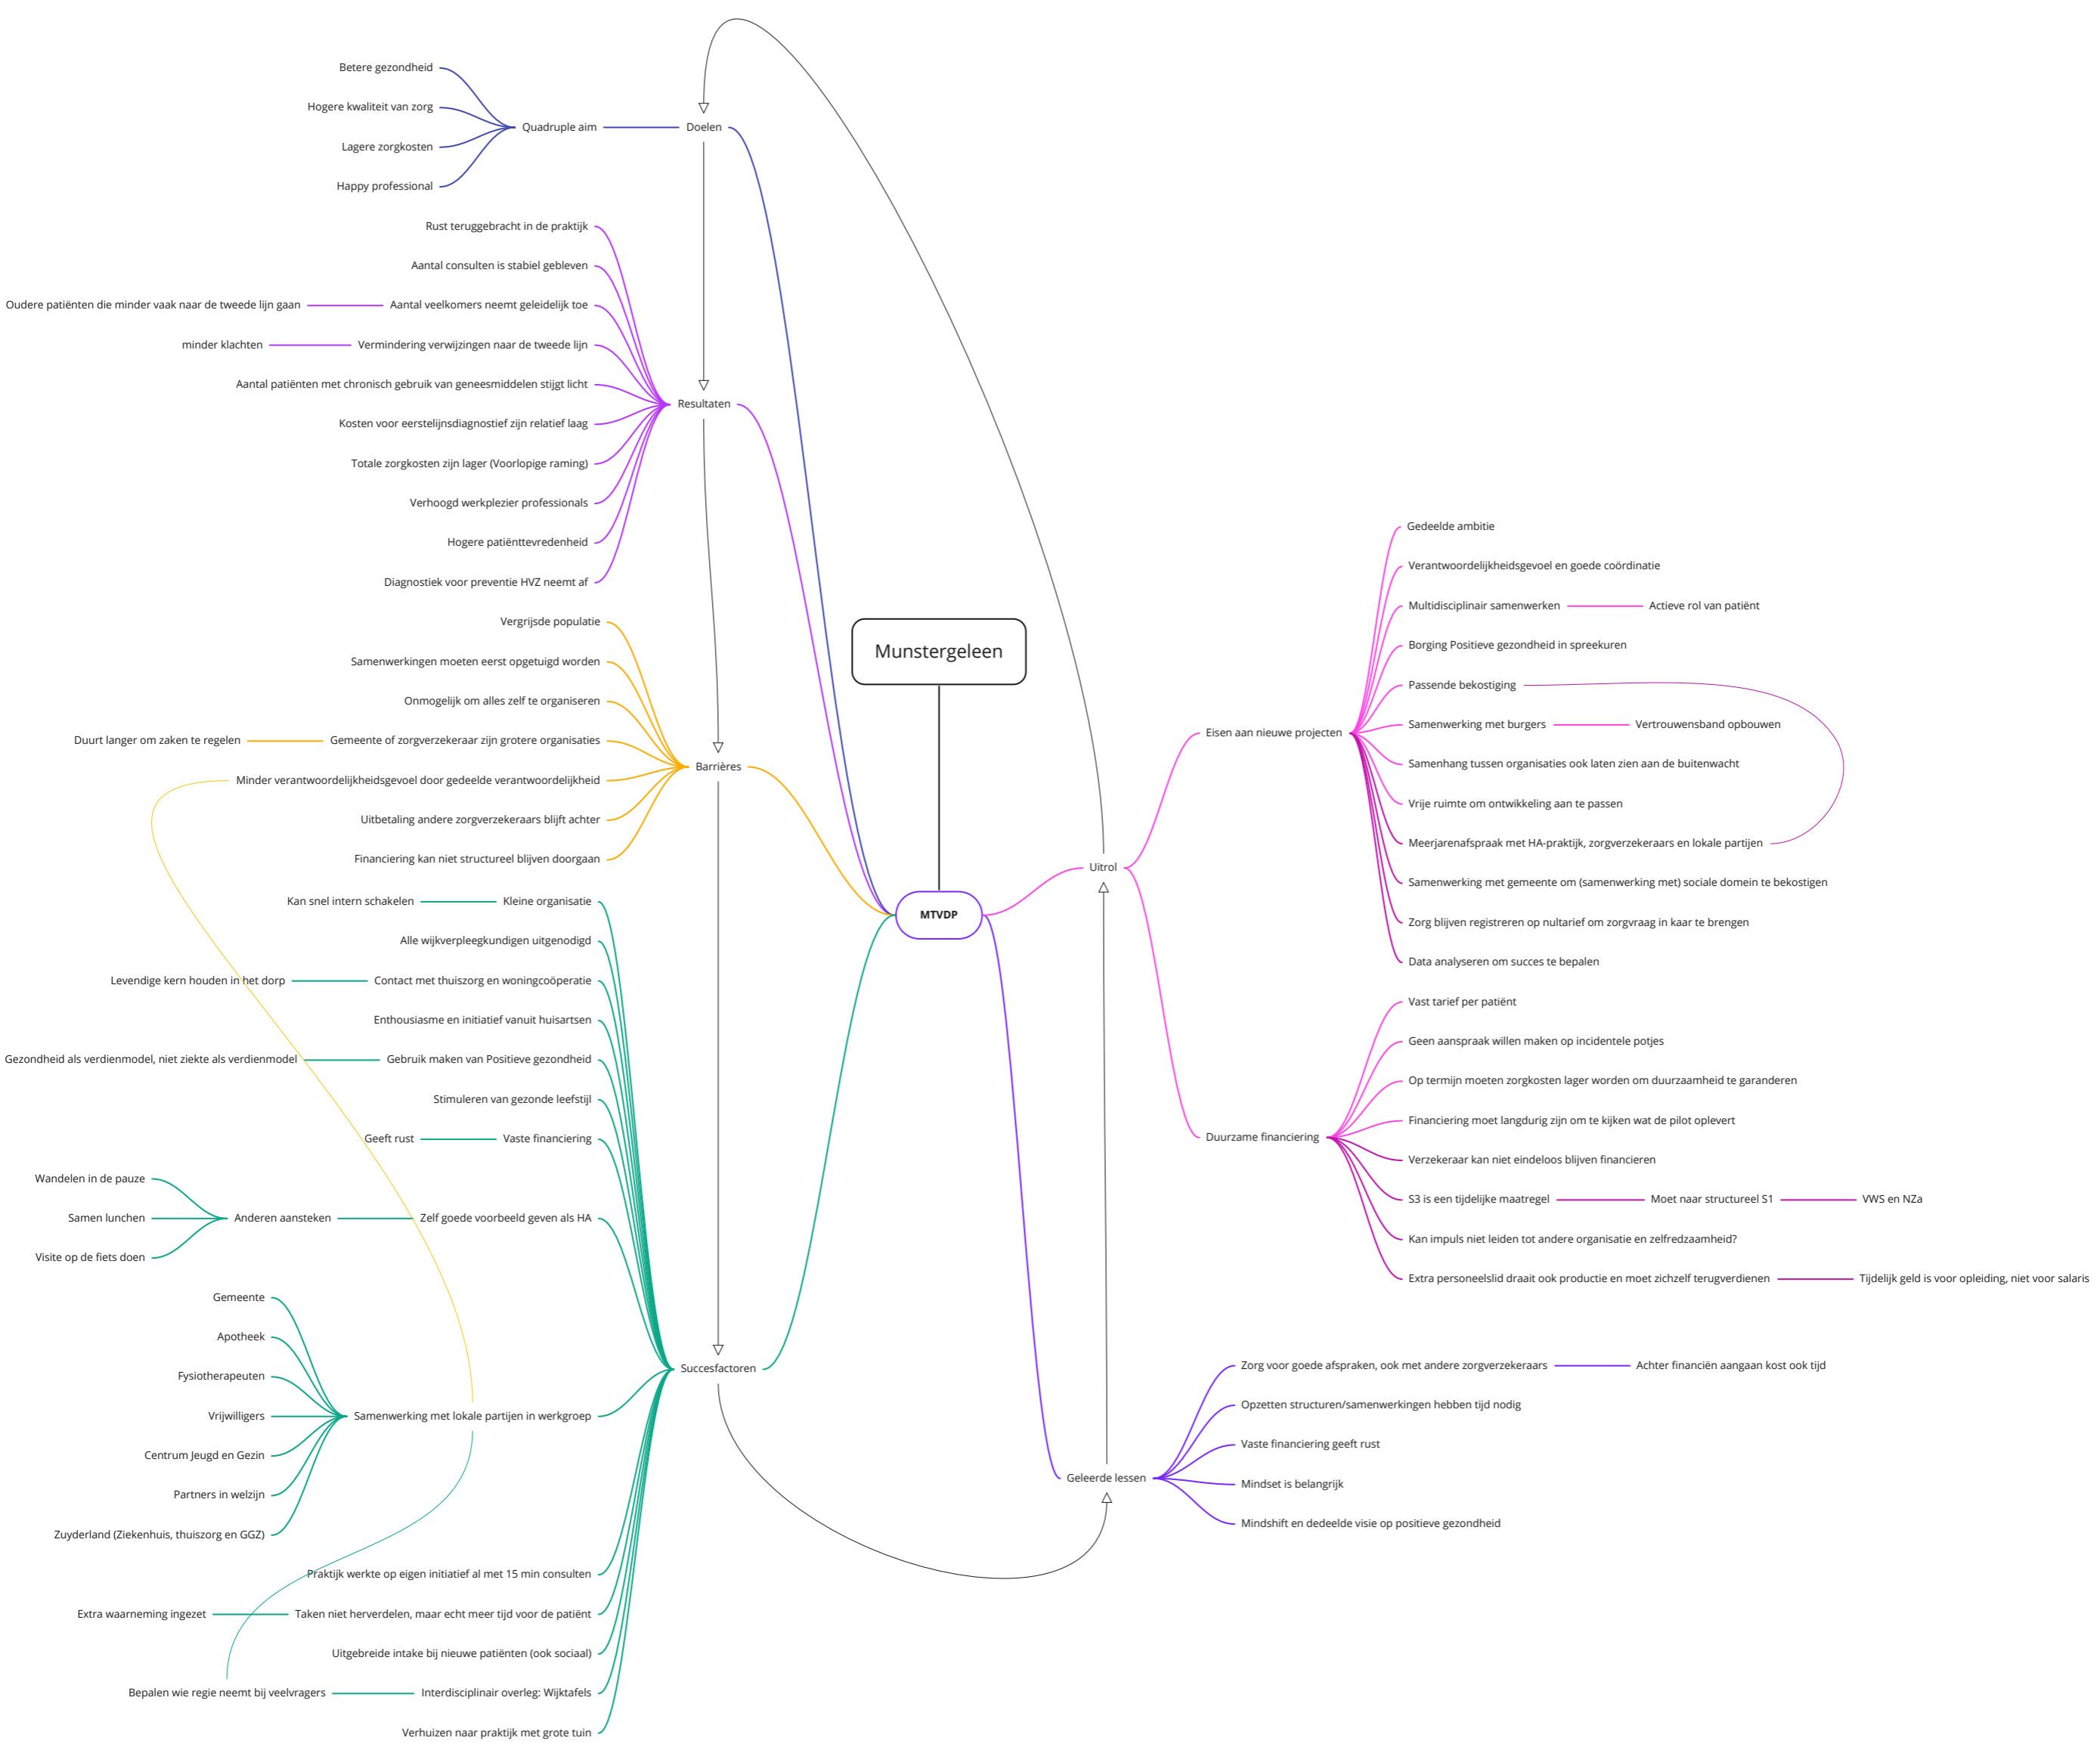 Munstergeleen
MTVDP
Doelen
Quadruple aim
Betere gezondheid
Hogere kwaliteit van zorg
Lagere zorgkosten
Happy professional
Resultaten
Rust teruggebracht in de praktijk
Aantal consulten is stabiel gebleven
Aantal veelkomers neemt geleidelijk toe
Oudere patiënten die minder vaak naar de tweede lijn gaan
Vermindering verwijzingen naar de tweede lijn
minder klachten
Aantal patiënten met chronisch gebruik van geneesmiddelen stijgt licht
Kosten voor eerstelijnsdiagnostief zijn relatief laag
Totale zorgkosten zijn lager (Voorlopige raming)
Verhoogd werkplezier professionals
Hogere patiënttevredenheid
Diagnostiek voor preventie HVZ neemt af
Barrières
Vergrijsde populatie
Samenwerkingen moeten eerst opgetuigd worden
Onmogelijk om alles zelf te organiseren
Gemeente of zorgverzekeraar zijn grotere organisaties
Duurt langer om zaken te regelen
Minder verantwoordelijkheidsgevoel door gedeelde verantwoordelijkheid
Uitbetaling andere zorgverzekeraars blijft achter
Financiering kan niet structureel blijven doorgaan
Succesfactoren
Kleine organisatie
Kan snel intern schakelen
Alle wijkverpleegkundigen uitgenodigd
Contact met thuiszorg en woningcoöperatie
Levendige kern houden in het dorp
Enthousiasme en initiatief vanuit huisartsen
Gebruik maken van Positieve gezondheid
Gezondheid als verdienmodel, niet ziekte als verdienmodel
Stimuleren van gezonde leefstijl
Vaste financiering
Geeft rust
Zelf goede voorbeeld geven als HA
Anderen aansteken
Wandelen in de pauze
Samen lunchen
Visite op de fiets doen
Samenwerking met lokale partijen in werkgroep
Gemeente
Apotheek
Fysiotherapeuten
Vrijwilligers
Centrum Jeugd en Gezin
Partners in welzijn
Zuyderland (Ziekenhuis, thuiszorg en GGZ)
Praktijk werkte op eigen initiatief al met 15 min consulten
Taken niet herverdelen, maar echt meer tijd voor de patiënt
Extra waarneming ingezet
Uitgebreide intake bij nieuwe patiënten (ook sociaal)
Interdisciplinair overleg: Wijktafels
Bepalen wie regie neemt bij veelvragers
Verhuizen naar praktijk met grote tuin
Uitrol
Eisen aan nieuwe projecten
Gedeelde ambitie
Verantwoordelijkheidsgevoel en goede coördinatie
Multidisciplinair samenwerken
Actieve rol van patiënt
Borging Positieve gezondheid in spreekuren
Passende bekostiging
Samenwerking met burgers
Vertrouwensband opbouwen
Samenhang tussen organisaties ook laten zien aan de buitenwacht
Vrije ruimte om ontwikkeling aan te passen
Meerjarenafspraak met HA-praktijk, zorgverzekeraars en lokale partijen
Samenwerking met gemeente om (samenwerking met) sociale domein te bekostigen
Zorg blijven registreren op nultarief om zorgvraag in kaar te brengen
Data analyseren om succes te bepalen
Duurzame financiering
Vast tarief per patiënt
Geen aanspraak willen maken op incidentele potjes
Op termijn moeten zorgkosten lager worden om duurzaamheid te garanderen
Financiering moet langdurig zijn om te kijken wat de pilot oplevert
Verzekeraar kan niet eindeloos blijven financieren
S3 is een tijdelijke maatregel
Moet naar structureel S1
VWS en NZa
Kan impuls niet leiden tot andere organisatie en zelfredzaamheid?
Extra personeelslid draait ook productie en moet zichzelf terugverdienen
Tijdelijk geld is voor opleiding, niet voor salaris
Geleerde lessen
Zorg voor goede afspraken, ook met andere zorgverzekeraars
Achter financiën aangaan kost ook tijd
Opzetten structuren/samenwerkingen hebben tijd nodig
Vaste financiering geeft rust
Mindset is belangrijk
Mindshift en dedeelde visie op positieve gezondheid